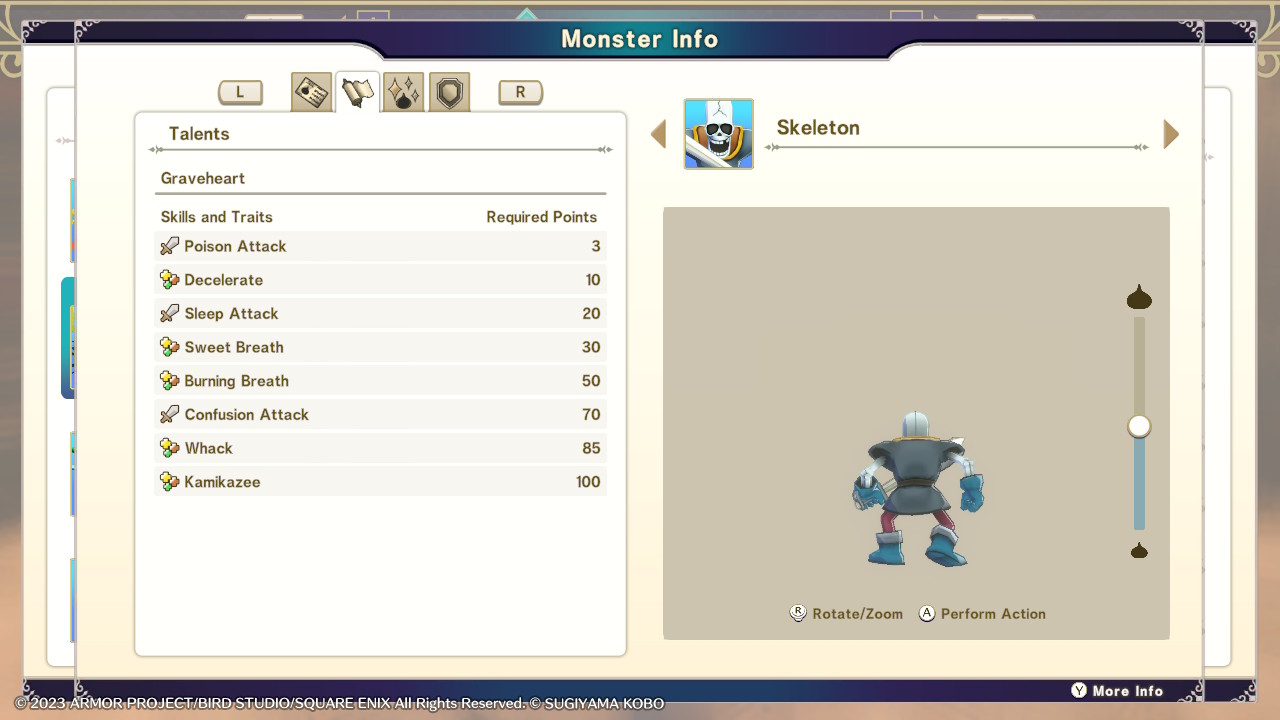 Monster Info
L
R
Talents
Graveheart
Skills and Traits Required Points
Poison Attack 3
Decelerate 10
Sleep Attack 20
Sweet Breath 30
Burning Breath 50
Confusion Attack 70
Whack 85
Kamikazee 100
Skeleton
R Rotate/Zoom A Perform Action
Y More Info
© 2023 ARMOR PROJECT/BIRD STUDIO/SQUARE ENIX All Rights Reserved. © SUGIYAMA KOBO